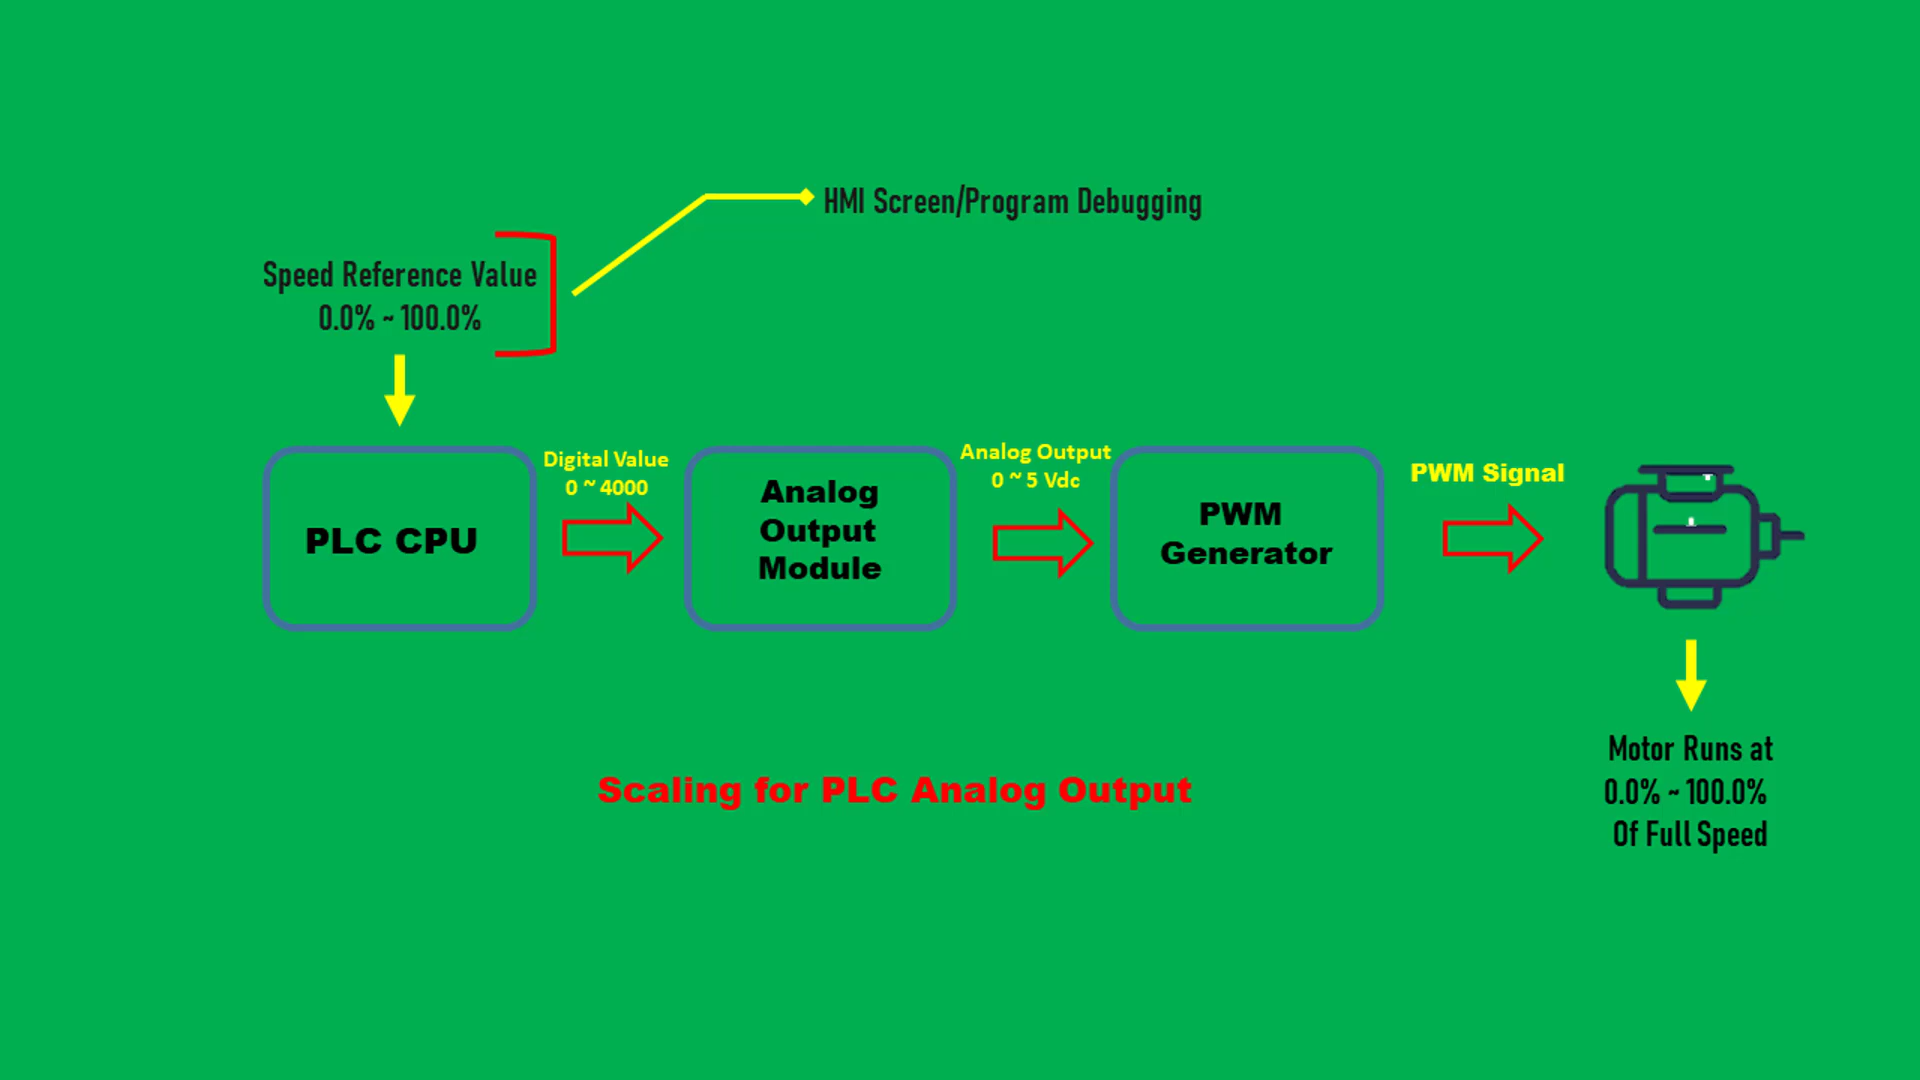 HMI Screen/Program Debugging
Speed Reference Value
0.0% ~ 100.0%
PLC CPU
Digital Value
0 ~ 4000
Analog
Output
Module
Analog Output
0 ~ 5 Vdc
PWM
Generator
PWM Signal
Motor Runs at
0.0% ~ 100.0%
Of Full Speed
Scaling for PLC Analog Output